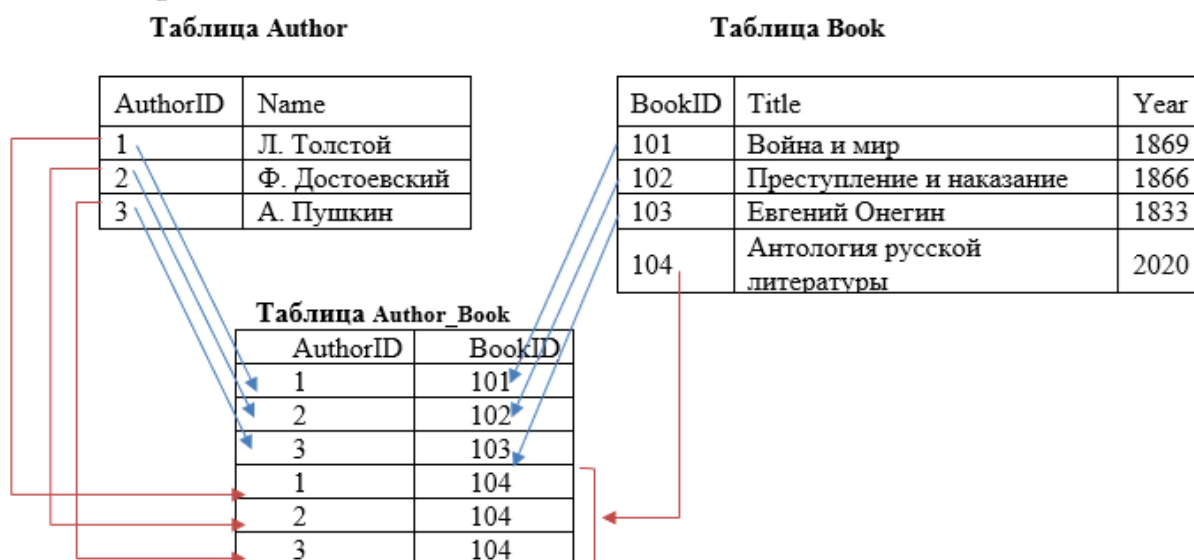 Таблица Author
AuthorID Name
1 Л. Толстой
2 Ф. Достоевский
3 А. Пушкин
Таблица Book
BookID Title Year
101 Война и мир 1869
102 Преступление и наказание 1866
103 Евгений Онегин 1833
104 Антология русской 2020
литературы
Таблица Author_Book
AuthorID BookID
1 101
2 102
3 103
1 104
2 104
3 104